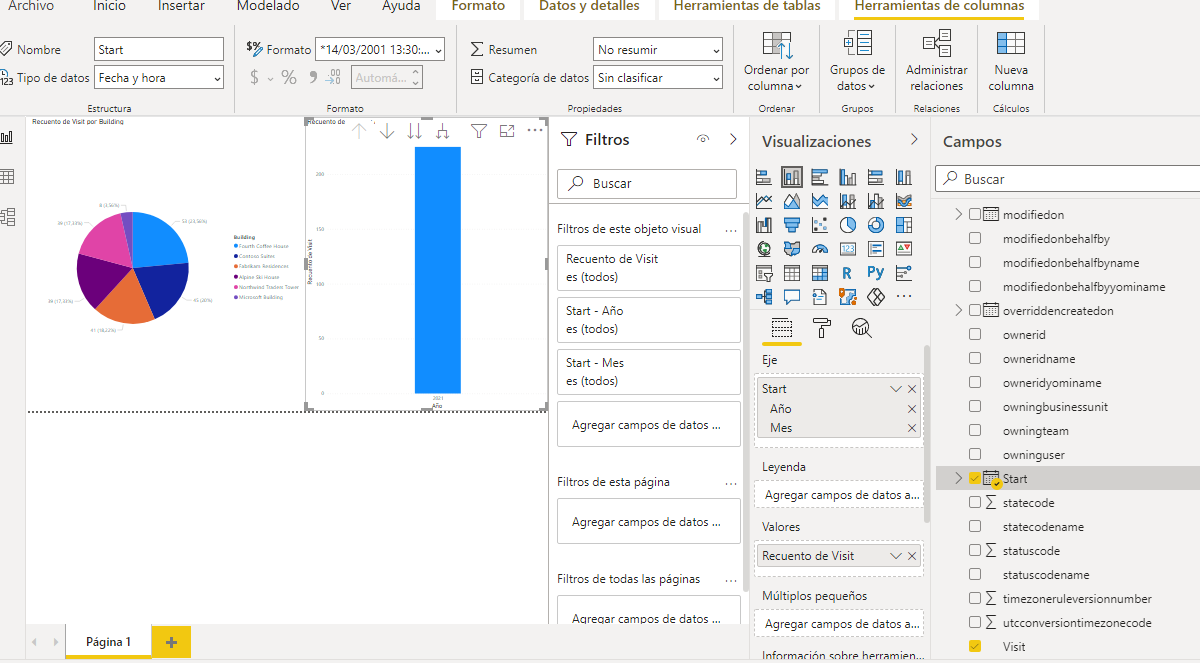 Archivo Inicio Insertar Modelado Ver Ayuda Formato Datos y detalles Herramientas de tablas Herramientas de columnas
Nombre Start
Tipo de datos Fecha y hora
Estructura
Formato *14/03/2001 13:30:...
$ % 9 .00 Automá...
Formato
Resumen No resumir
Categoría de datos Sin clasificar
Propiedades
Ordenar por
columna
Ordenar
Grupos de
datos
Grupos
Administrar
relaciones
Relaciones
Nueva
columna
Cálculos
Recuento de Visit por Building
8 (3,56%)
39 (17,33%)
53 (23,56%)
39 (17,33%)
45 (20%)
41 (18,22%)
Building
Fourth Coffee House
Contoso Suites
Fabrikam Residences
Alpine Ski House
Northwind Traders Tower
Microsoft Building
Recuento de
200
150
100
50
0
Recuento de Visit
2021
Año
Página 1
Filtros
Buscar
Filtros de este objeto visual ...
Recuento de Visit
es (todos)
Start - Año
es (todos)
Start - Mes
es (todos)
Agregar campos de datos ...
Filtros de esta página ...
Agregar campos de datos ...
Filtros de todas las páginas ...
Agregar campos de datos ...
Visualizaciones
123
R Py
...
Eje
Start
Año
Mes
Leyenda
Agregar campos de datos a...
Valores
Recuento de Visit
Múltiplos pequeños
Agregar campos de datos a...
Información sobre herramien...
Campos
Buscar
modifiedon
modifiedonbehalfby
modifiedonbehalfbyname
modifiedonbehalfbyyominame
overriddencreatedon
ownerid
owneridname
owneridyominame
owningbusinessunit
owningteam
owninguser
Start
statecode
statecodename
statuscode
statuscodename
timezoneruleversionnumber
utcconversiontimezonecode
Visit